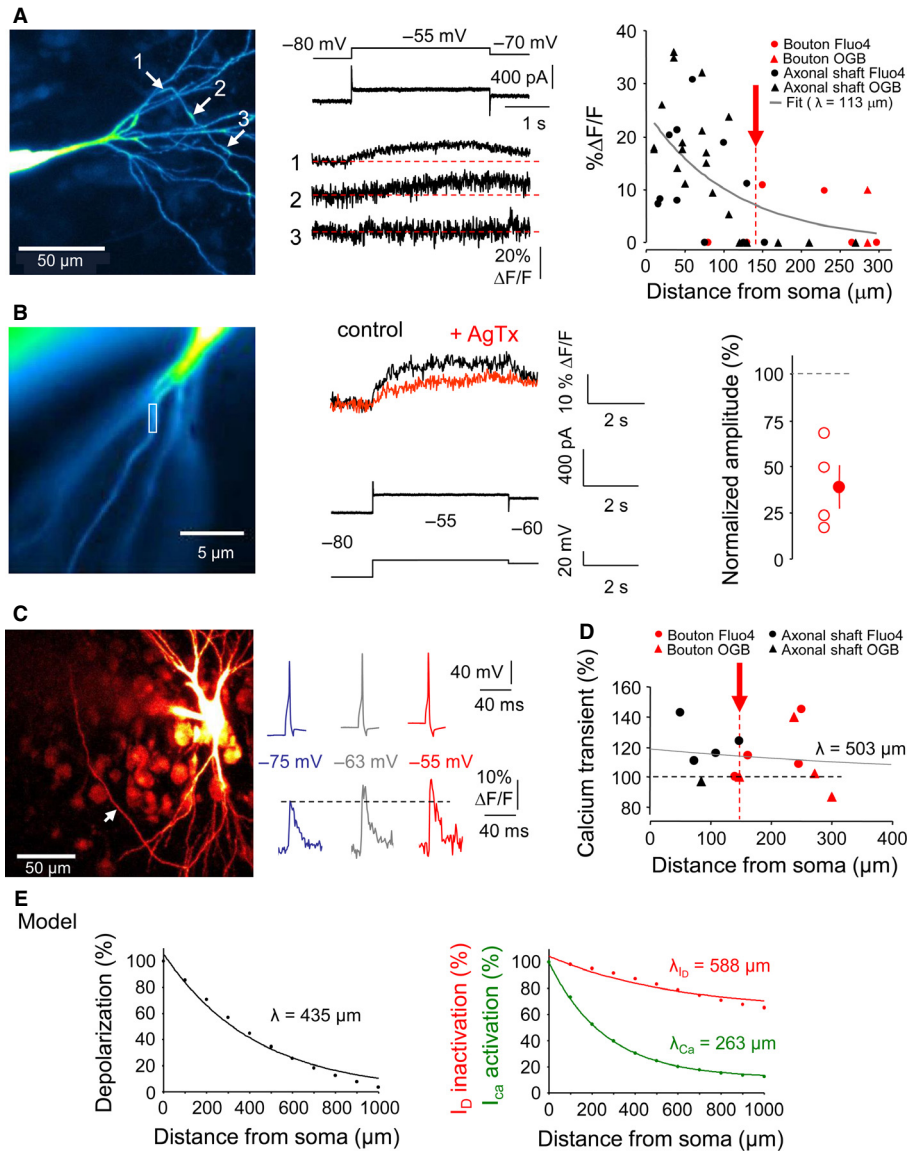 A
1
2
3
50 µm
–80 mV
–55 mV
–70 mV
400 pA
1 s
1
2
3
20%
ΔF/F
Bouton Fluo4
Bouton OGB
Axonal shaft Fluo4
Axonal shaft OGB
Fit ( λ = 113 µm)
%ΔF/F
40
30
20
10
0
0 50 100 150 200 250 300
Distance from soma (µm)
B
5 µm
control
+ AgTx
10 % ΔF/F
2 s
400 pA
2 s
–80
–55
–60
20 mV
2 s
Normalized amplitude (%)
100
75
50
25
0
C
50 µm
40 mV
40 ms
–75 mV
–63 mV
–55 mV
10%
ΔF/F
40 ms
D
Bouton Fluo4
Bouton OGB
Axonal shaft Fluo4
Axonal shaft OGB
Calcium transient (%)
160
140
120
100
80
λ = 503 µm
0 100 200 300 400
Distance from soma (µm)
E
Model
Depolarization (%)
100
80
60
40
20
0
λ = 435 µm
0 200 400 600 800 1000
Distance from soma (µm)
I_D inactivation (%)
I_ca activation (%)
100
80
60
40
20
0
λ_I_D = 588 µm
λ_Ca = 263 µm
0 200 400 600 800 1000
Distance from soma (µm)